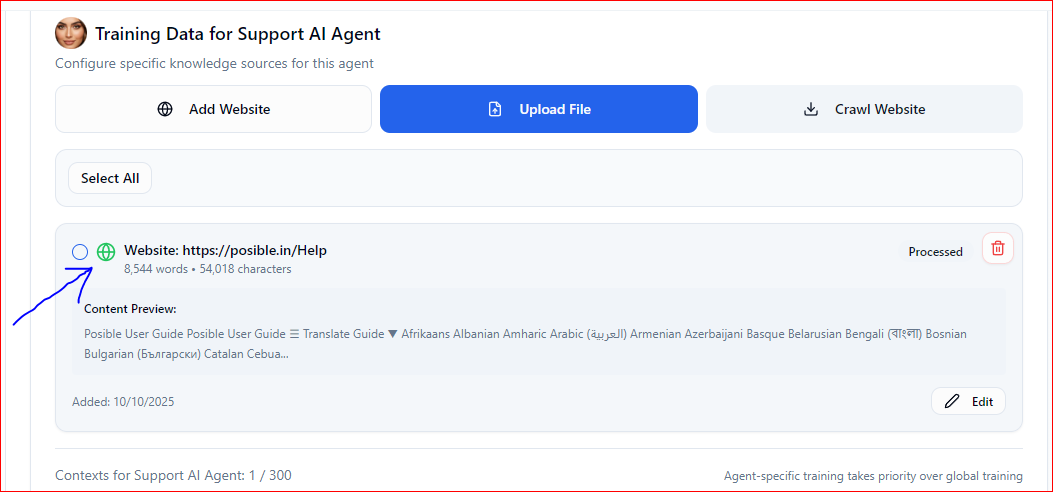 Training Data for Support AI Agent
Configure specific knowledge sources for this agent
Add Website
Upload File
Crawl Website
Select All
Website: https://posible.in/Help
Processed
8,544 words • 54,018 characters
Content Preview:
Posible User Guide Posible User Guide ☰ Translate Guide ▼ Afrikaans Albanian Amharic Arabic (العربية) Armenian Azerbaijani Basque Belarusian Bengali (বাংলা) Bosnian
Bulgarian (Български) Catalan Cebua...
Added: 10/10/2025
Edit
Contexts for Support AI Agent: 1 / 300
Agent-specific training takes priority over global training